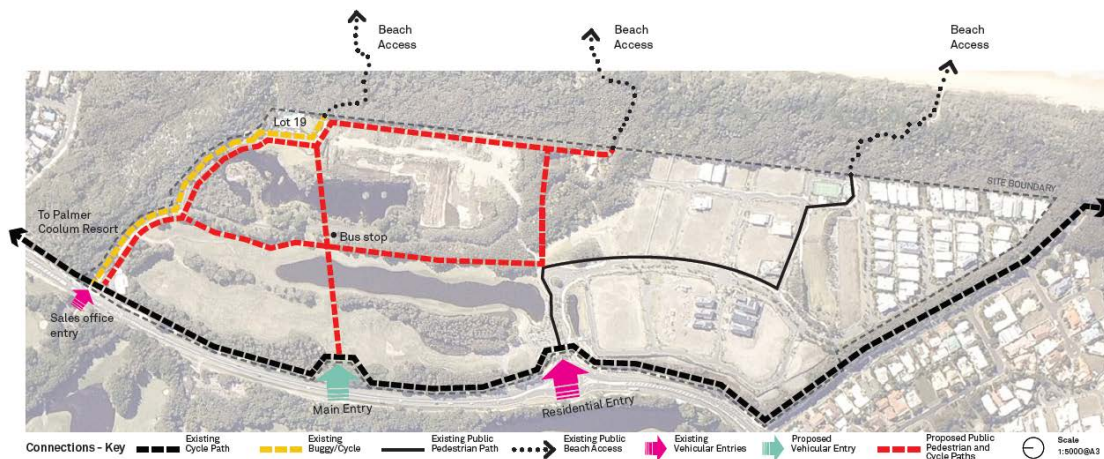 Beach
Access
Beach
Access
Beach
Access
Lot 19
SITE BOUNDARY
To Palmer
Coolum Resort
Bus stop
Sales office
entry
Main Entry
Residential Entry
Connections – Key
Existing
Cycle Path
Existing
Buggy/Cycle
Existing Public
Pedestrian Path
Existing Public
Beach Access
Existing
Vehicular Entries
Proposed
Vehicular Entry
Proposed Public
Pedestrian and
Cycle Paths
Scale
1:5000@A3